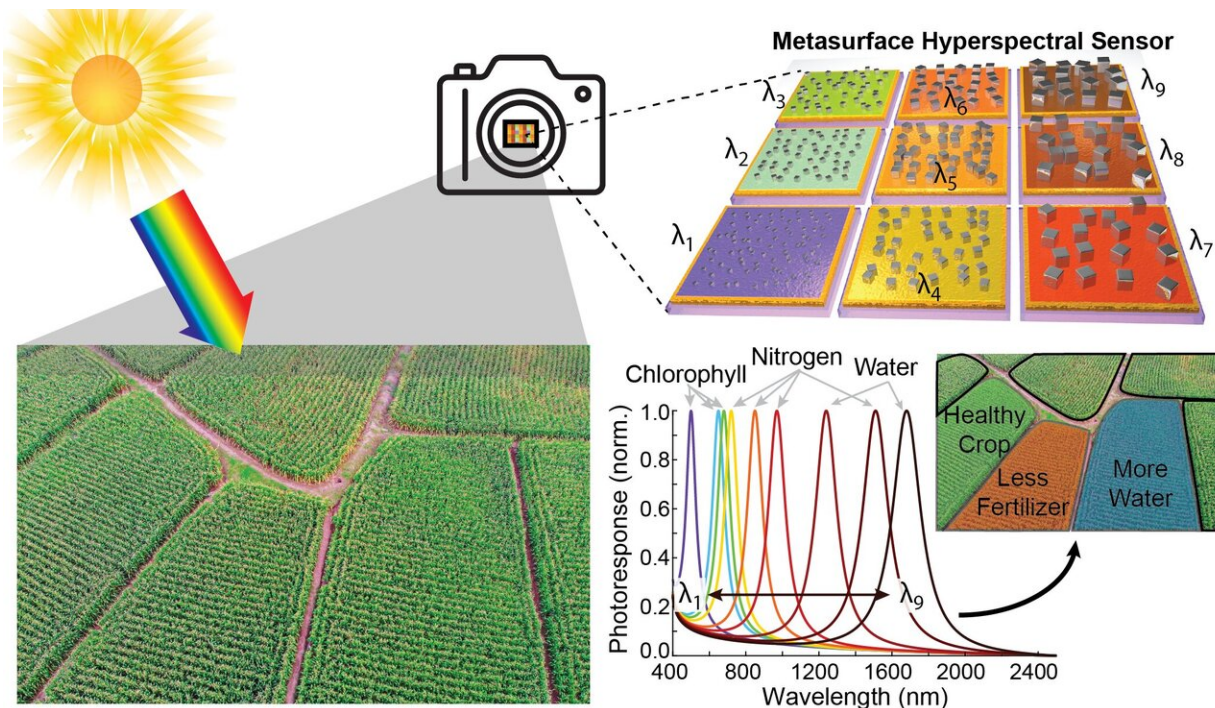 Metasurface Hyperspectral Sensor
λ3
λ6
λ9
λ2
λ5
λ8
λ1
λ4
λ7
Chlorophyll
Nitrogen
Water
Photoresponse (norm.)
1.0
0.8
0.6
0.4
0.2
0.0
λ1
λ9
400
800
1200
1600
2000
2400
Wavelength (nm)
Healthy
Crop
Less
Fertilizer
More
Water